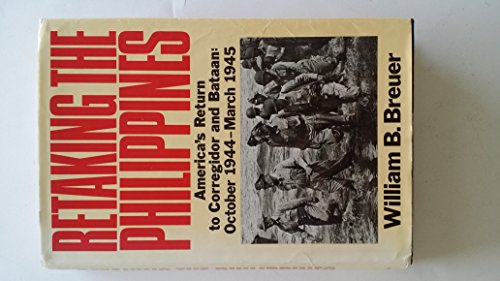 RETAKING THE
PHILIPPINES
America's Return
to Corregidor and Bataan:
October 1944–March 1945
William B. Breuer